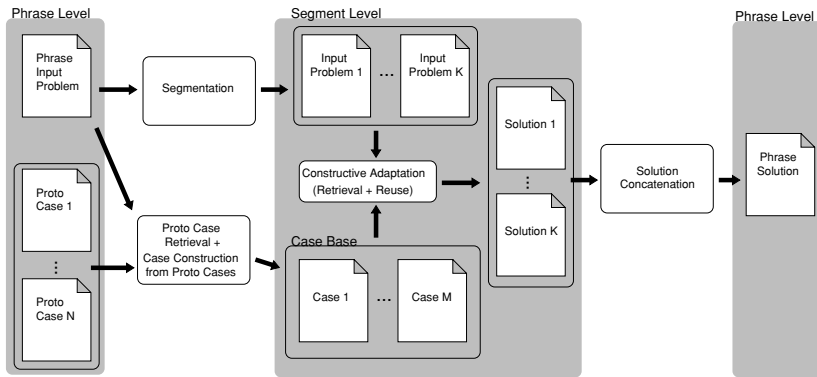 Phrase Level
Segment Level
Phrase Level
Phrase
Input
Problem
Segmentation
Input
Problem 1
...
Input
Problem K
Proto
Case 1
...
Proto
Case N
Proto Case
Retrieval +
Case Construction
from Proto Cases
Constructive Adaptation
(Retrieval + Reuse)
Case Base
Case 1
...
Case M
Solution 1
...
Solution K
Solution
Concatenation
Phrase
Solution